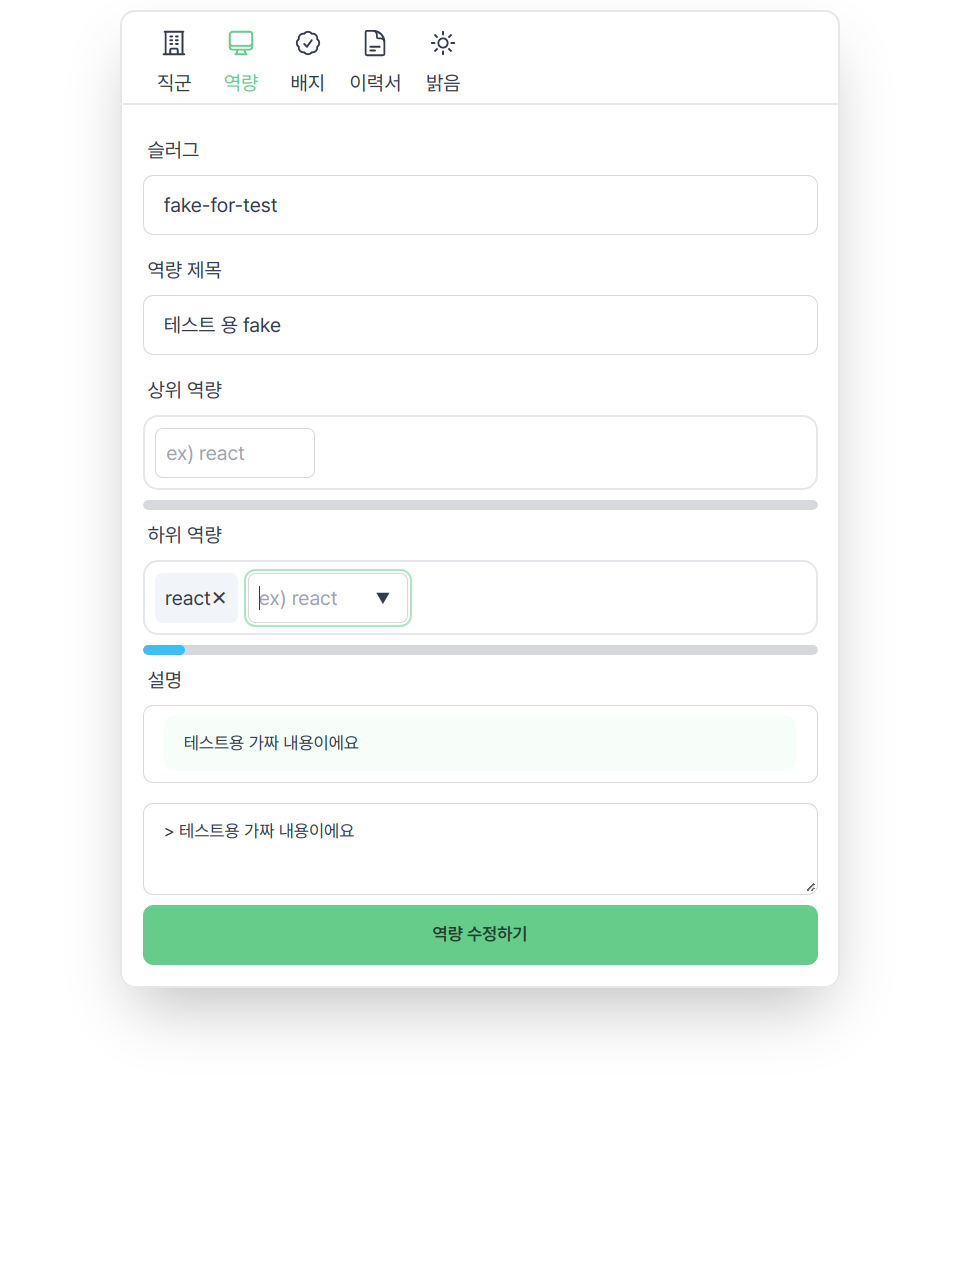 직군 역량 배지 이력서 밝음
슬러그
fake-for-test
역량 제목
테스트 용 fake
상위 역량
ex) react
하위 역량
react✕ ex) react ▼
설명
테스트용 가짜 내용이에요
> 테스트용 가짜 내용이에요
역량 수정하기